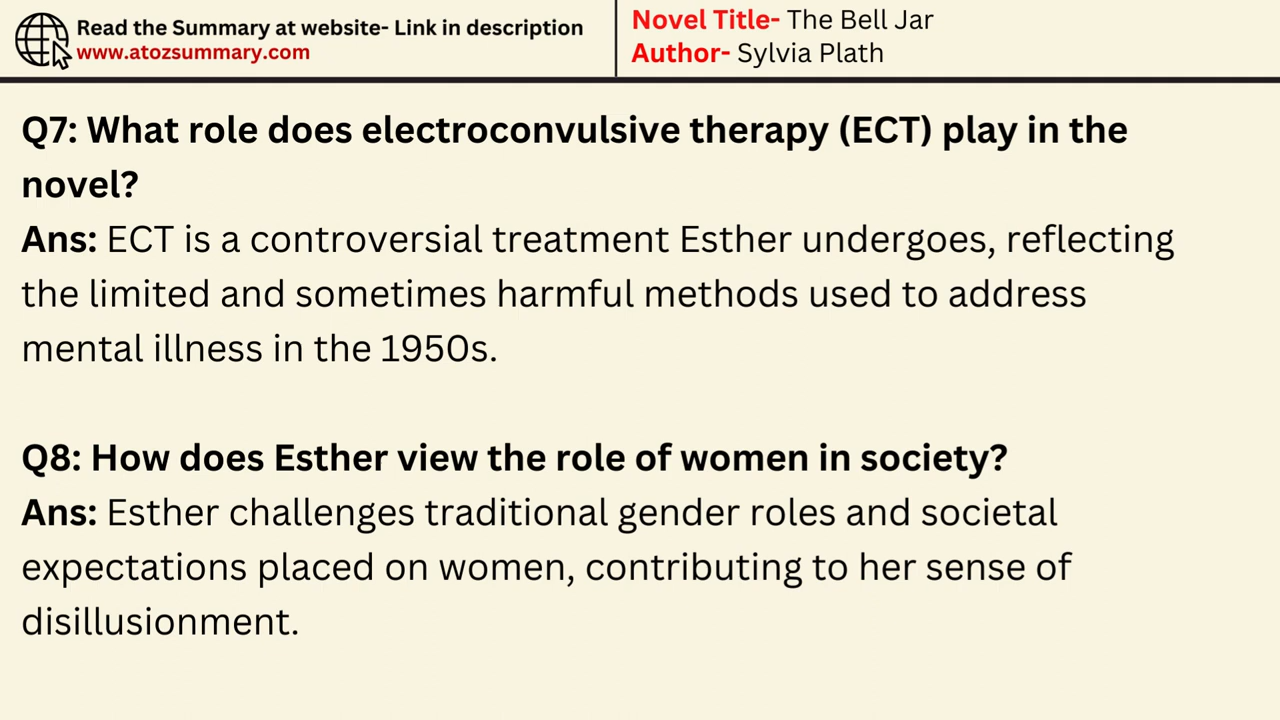 Read the Summary at website- Link in description
www.atozsummary.com
Novel Title- The Bell Jar
Author- Sylvia Plath
Q7: What role does electroconvulsive therapy (ECT) play in the
novel?
Ans: ECT is a controversial treatment Esther undergoes, reflecting
the limited and sometimes harmful methods used to address
mental illness in the 1950s.
Q8: How does Esther view the role of women in society?
Ans: Esther challenges traditional gender roles and societal
expectations placed on women, contributing to her sense of
disillusionment.